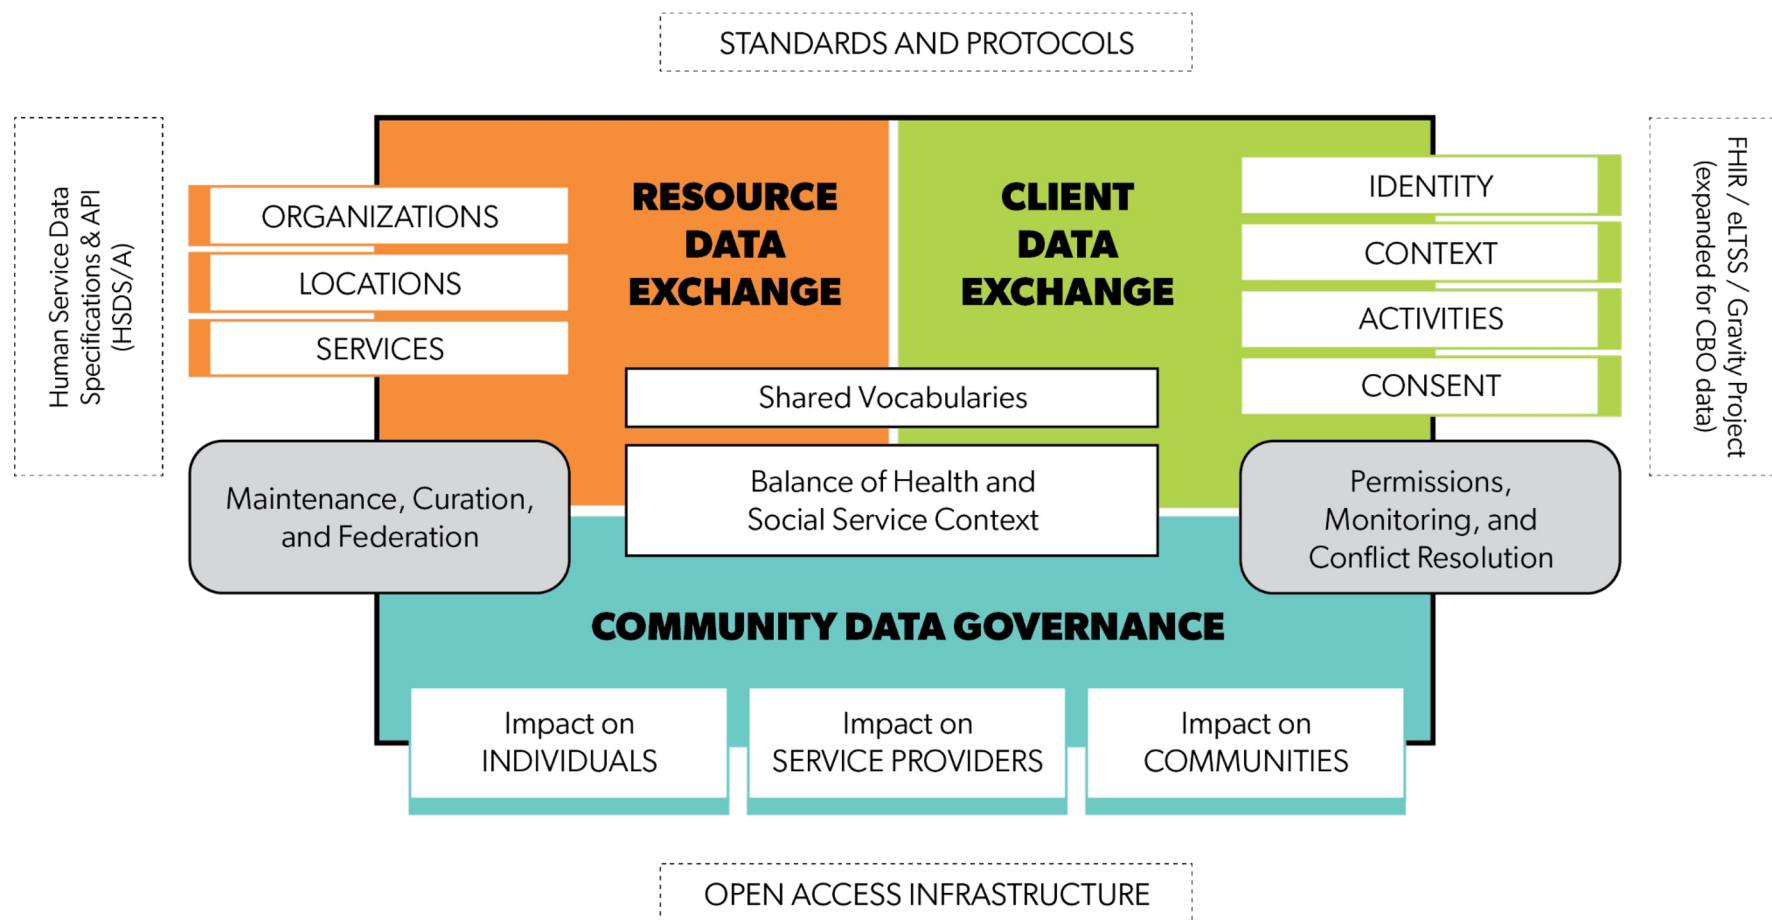 STANDARDS AND PROTOCOLS
Human Service Data
Specifications & API
(HSDS/A)
ORGANIZATIONS
LOCATIONS
SERVICES
RESOURCE
DATA
EXCHANGE
CLIENT
DATA
EXCHANGE
IDENTITY
CONTEXT
ACTIVITIES
CONSENT
FHIR / eLTSS / Gravity Project
(expanded for CBO data)
Shared Vocabularies
Balance of Health and
Social Service Context
Maintenance, Curation,
and Federation
Permissions,
Monitoring, and
Conflict Resolution
COMMUNITY DATA GOVERNANCE
Impact on
INDIVIDUALS
Impact on
SERVICE PROVIDERS
Impact on
COMMUNITIES
OPEN ACCESS INFRASTRUCTURE